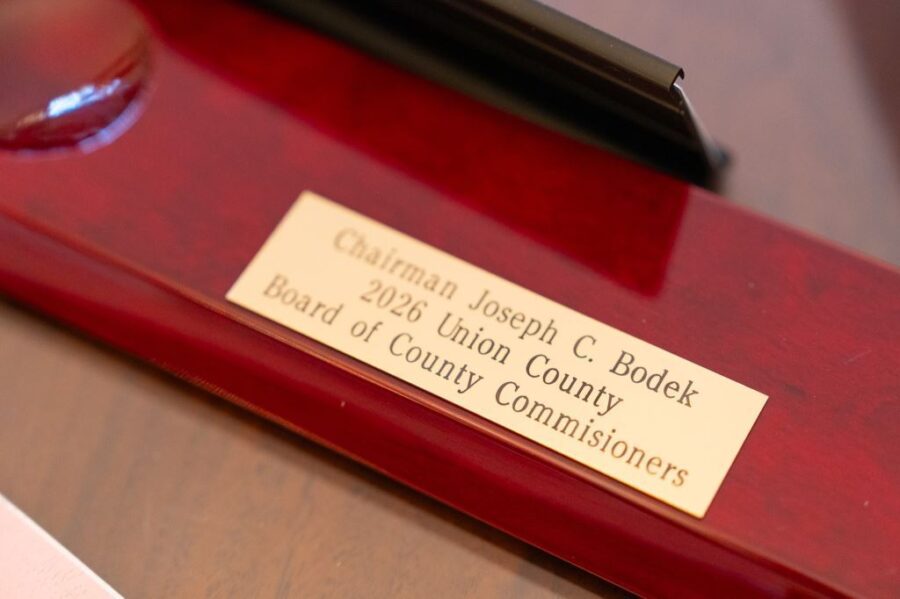 Chairman Joseph C. Bodek
2026 Union County
Board of County Commisioners